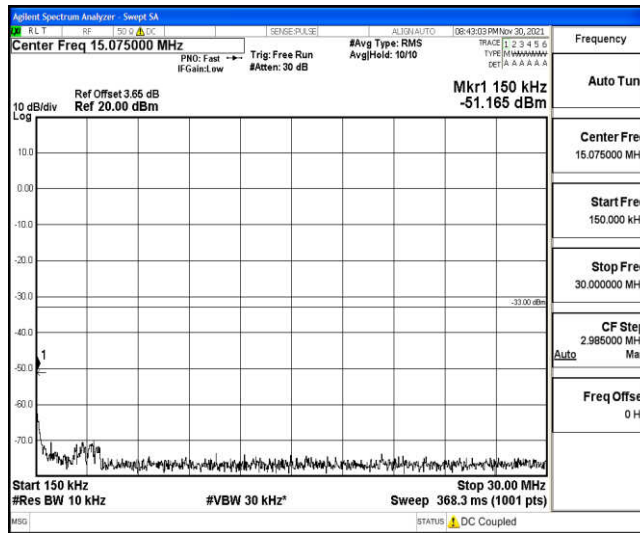 Agilent Spectrum Analyzer - Swept SA
RL T RF 50 Ω DC SENSE:PULSE ALIGN AUTO 08:43:03 PM Nov 30, 2021
Center Freq 15.075000 MHz
PNO: Fast
IFGain:Low
Trig: Free Run
#Atten: 30 dB
#Avg Type: RMS
Avg|Hold: 10/10
TRACE 1 2 3 4 5 6
TYPE MWWWWW
DET A A A A A A
Ref Offset 3.65 dB
10 dB/div Ref 20.00 dBm
Log
Mkr1 150 kHz
-51.165 dBm
10.0
0.00
-10.0
-20.0
-30.0
-33.00 dBm
-40.0
1
-50.0
-60.0
-70.0
Start 150 kHz
Stop 30.00 MHz
#Res BW 10 kHz
#VBW 30 kHz*
Sweep 368.3 ms (1001 pts)
MSG
STATUS DC Coupled
Frequency
Auto Tun
Center Fre
15.075000 MH
Start Fre
150.000 kH
Stop Fre
30.000000 MH
CF Step
2.985000 MH
Auto Ma
Freq Offse
0 H